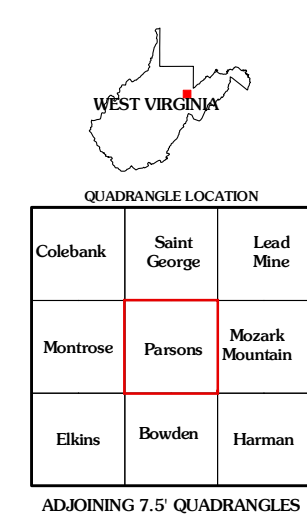 WEST VIRGINIA
QUADRANGLE LOCATION
Colebank
Saint
George
Lead
Mine
Montrose
Parsons
Mozark
Mountain
Elkins
Bowden
Harman
ADJOINING 7.5' QUADRANGLES